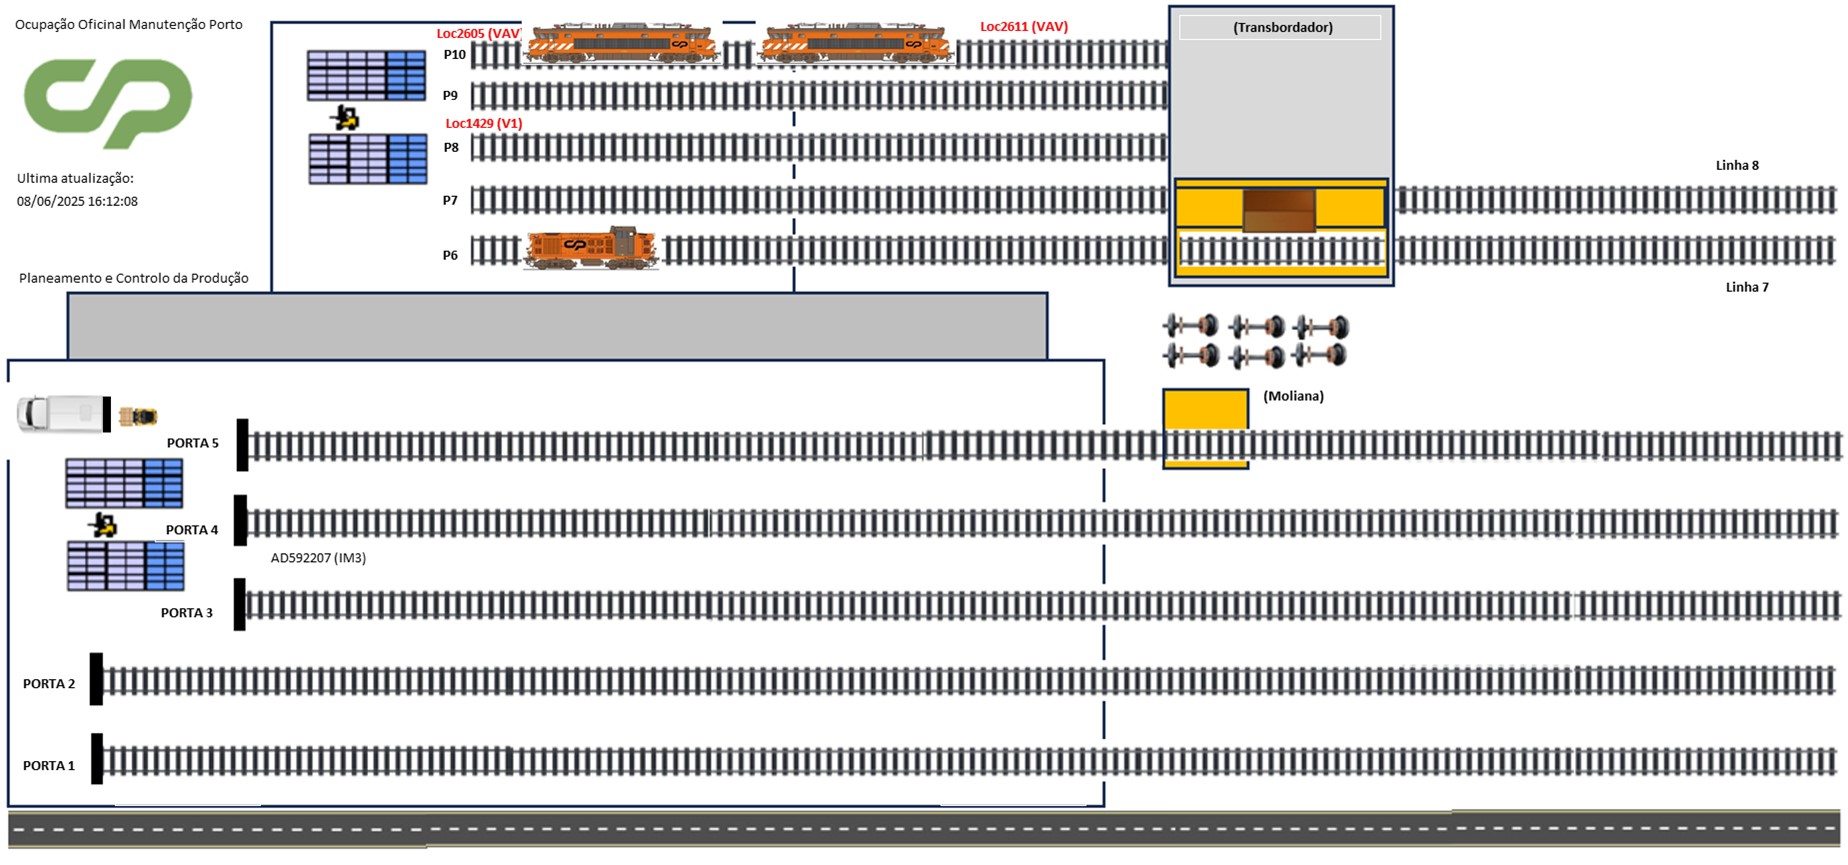 Ocupação Oficinal Manutenção Porto
Loc2605 (VAV)
Loc2611 (VAV)
(Transbordador)
P10
P9
Loc1429 (V1)
P8
Ultima atualização:
08/06/2025 16:12:08
P7
Linha 8
P6
Planeamento e Controlo da Produção
Linha 7
(Moliana)
PORTA 5
PORTA 4
AD592207 (IM3)
PORTA 3
PORTA 2
PORTA 1